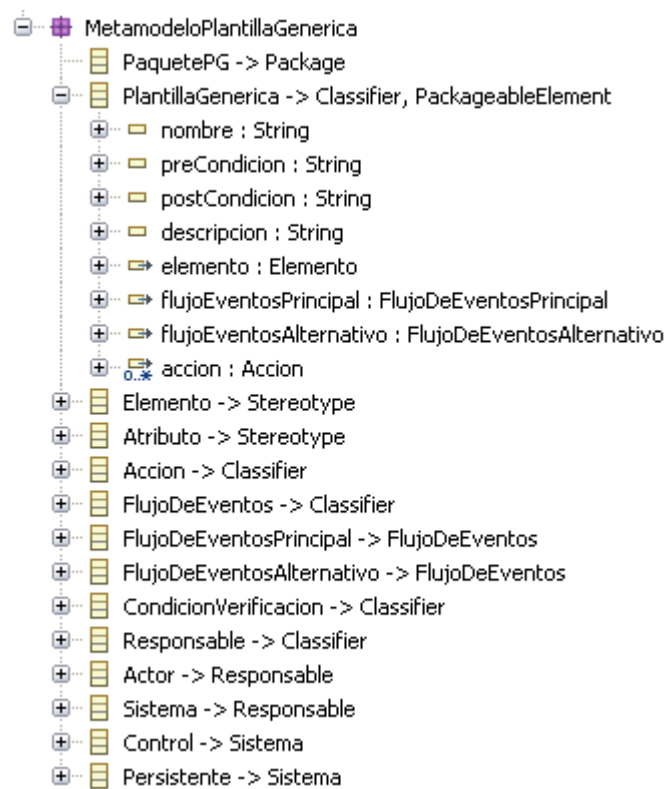 MetamodeloPlantillaGenerica
PaquetePG -> Package
PlantillaGenerica -> Classifier, PackageableElement
nombre : String
preCondicion : String
postCondicion : String
descripcion : String
elemento : Elemento
flujoEventosPrincipal : FlujoDeEventosPrincipal
flujoEventosAlternativo : FlujoDeEventosAlternativo
0..* accion : Accion
Elemento -> Stereotype
Atributo -> Stereotype
Accion -> Classifier
FlujoDeEventos -> Classifier
FlujoDeEventosPrincipal -> FlujoDeEventos
FlujoDeEventosAlternativo -> FlujoDeEventos
CondicionVerificacion -> Classifier
Responsable -> Classifier
Actor -> Responsable
Sistema -> Responsable
Control -> Sistema
Persistente -> Sistema